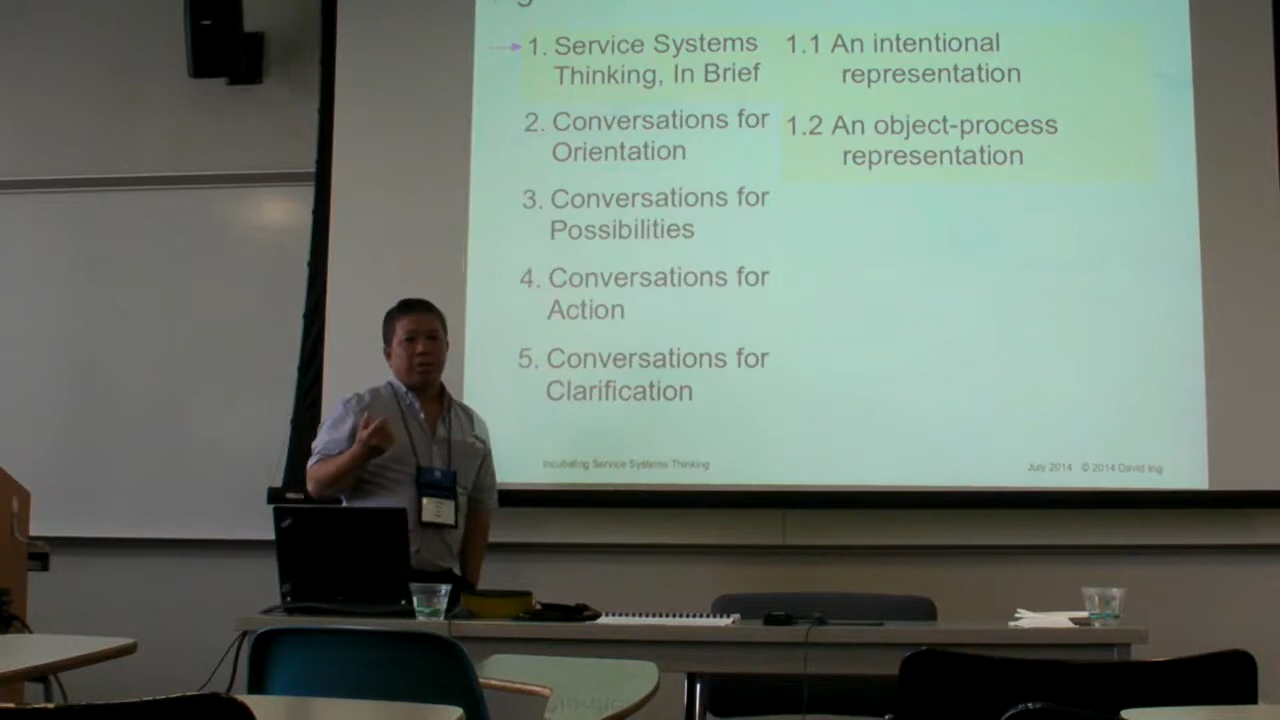 1. Service Systems
Thinking, In Brief
2. Conversations for
Orientation
3. Conversations for
Possibilities
4. Conversations for
Action
5. Conversations for
Clarification
1.1 An intentional
representation
1.2 An object-process
representation
Incubating Service Systems Thinking
July 2014 © 2014 David Ing